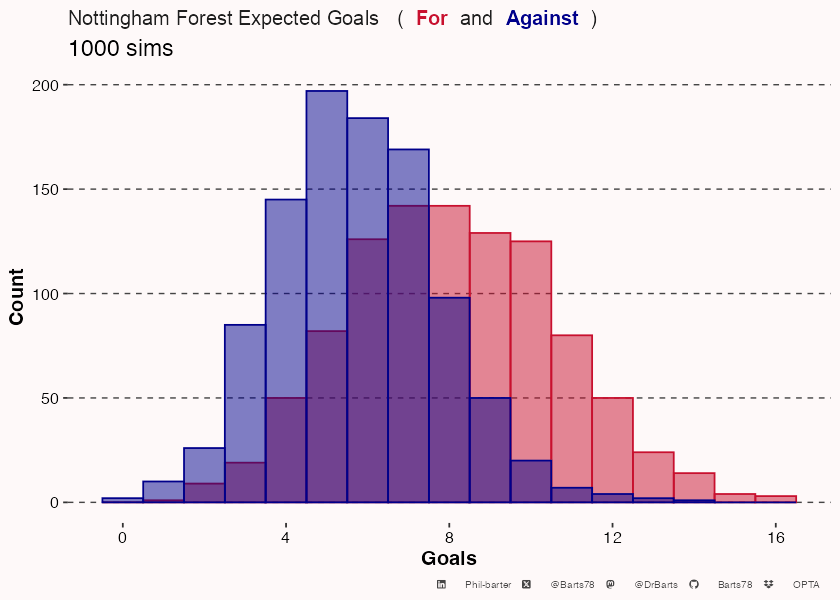 Nottingham Forest Expected Goals ( For and Against )
1000 sims
200
150
100
50
0
Count
0 4 8 12 16
Goals
Phil-barter @Barts78 @DrBarts Barts78 OPTA